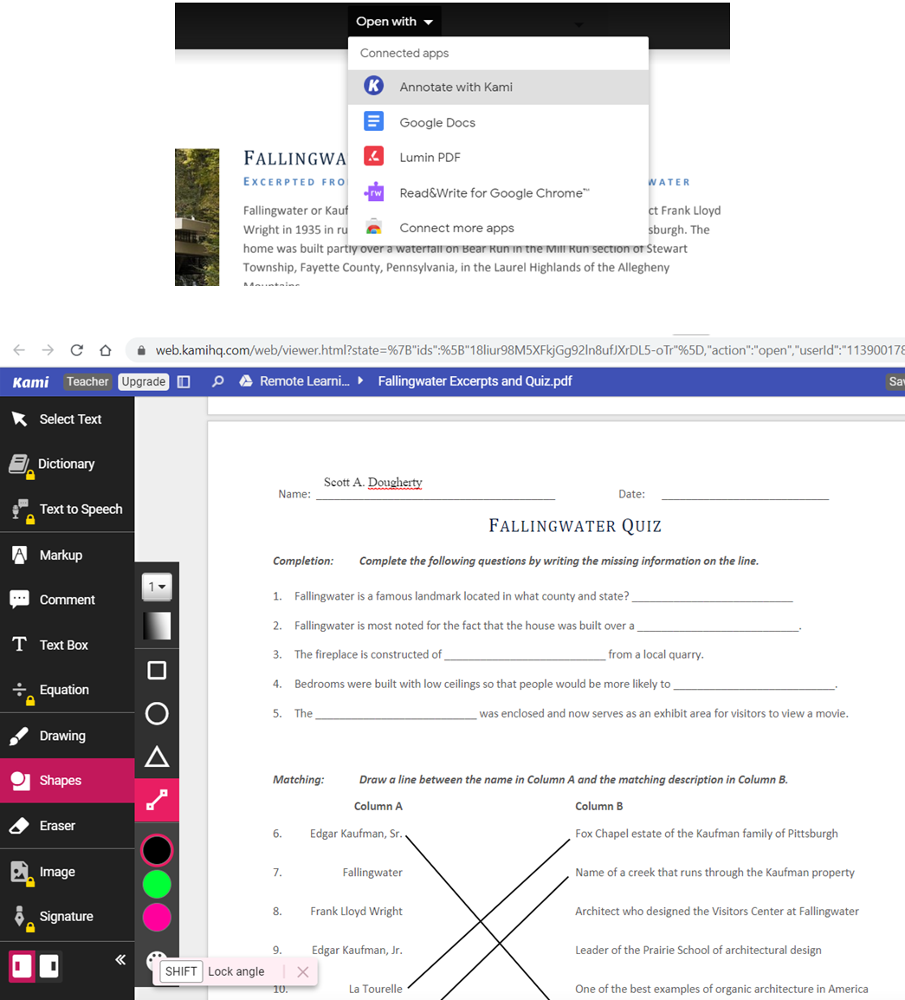 Open with
Connected apps
Annotate with Kami
Google Docs
Lumin PDF
Read&Write for Google Chrome™
Connect more apps
FALLINGWA
EXCERPTED FRO WATER
Fallingwater or Kauf ct Frank Lloyd
Wright in 1935 in ru sburgh. The
home was built partly over a waterfall on Bear Run in the Mill Run section of Stewart
Township, Fayette County, Pennsylvania, in the Laurel Highlands of the Allegheny
Mountains
web.kamihq.com/web/viewer.html?state=%7B"ids":%5B"18liur98M5XFkjGg92ln8ufJXrDL5-oTr"%5D,"action":"open","userId":"113900178
Kami Teacher Upgrade Remote Learni... Fallingwater Excerpts and Quiz.pdf Sav
Select Text
Dictionary
Text to Speech
Markup
Comment
Text Box
Equation
Drawing
Shapes
Eraser
Image
Signature
1
SHIFT Lock angle
Scott A. Dougherty
Name: Date:
FALLINGWATER QUIZ
Completion: Complete the following questions by writing the missing information on the line.
1. Fallingwater is a famous landmark located in what county and state?
2. Fallingwater is most noted for the fact that the house was built over a .
3. The fireplace is constructed of from a local quarry.
4. Bedrooms were built with low ceilings so that people would be more likely to .
5. The was enclosed and now serves as an exhibit area for visitors to view a movie.
Matching: Draw a line between the name in Column A and the matching description in Column B.
Column A Column B
6. Edgar Kaufman, Sr. Fox Chapel estate of the Kaufman family of Pittsburgh
7. Fallingwater Name of a creek that runs through the Kaufman property
8. Frank Lloyd Wright Architect who designed the Visitors Center at Fallingwater
9. Edgar Kaufman, Jr. Leader of the Prairie School of architectural design
10. La Tourelle One of the best examples of organic architecture in America